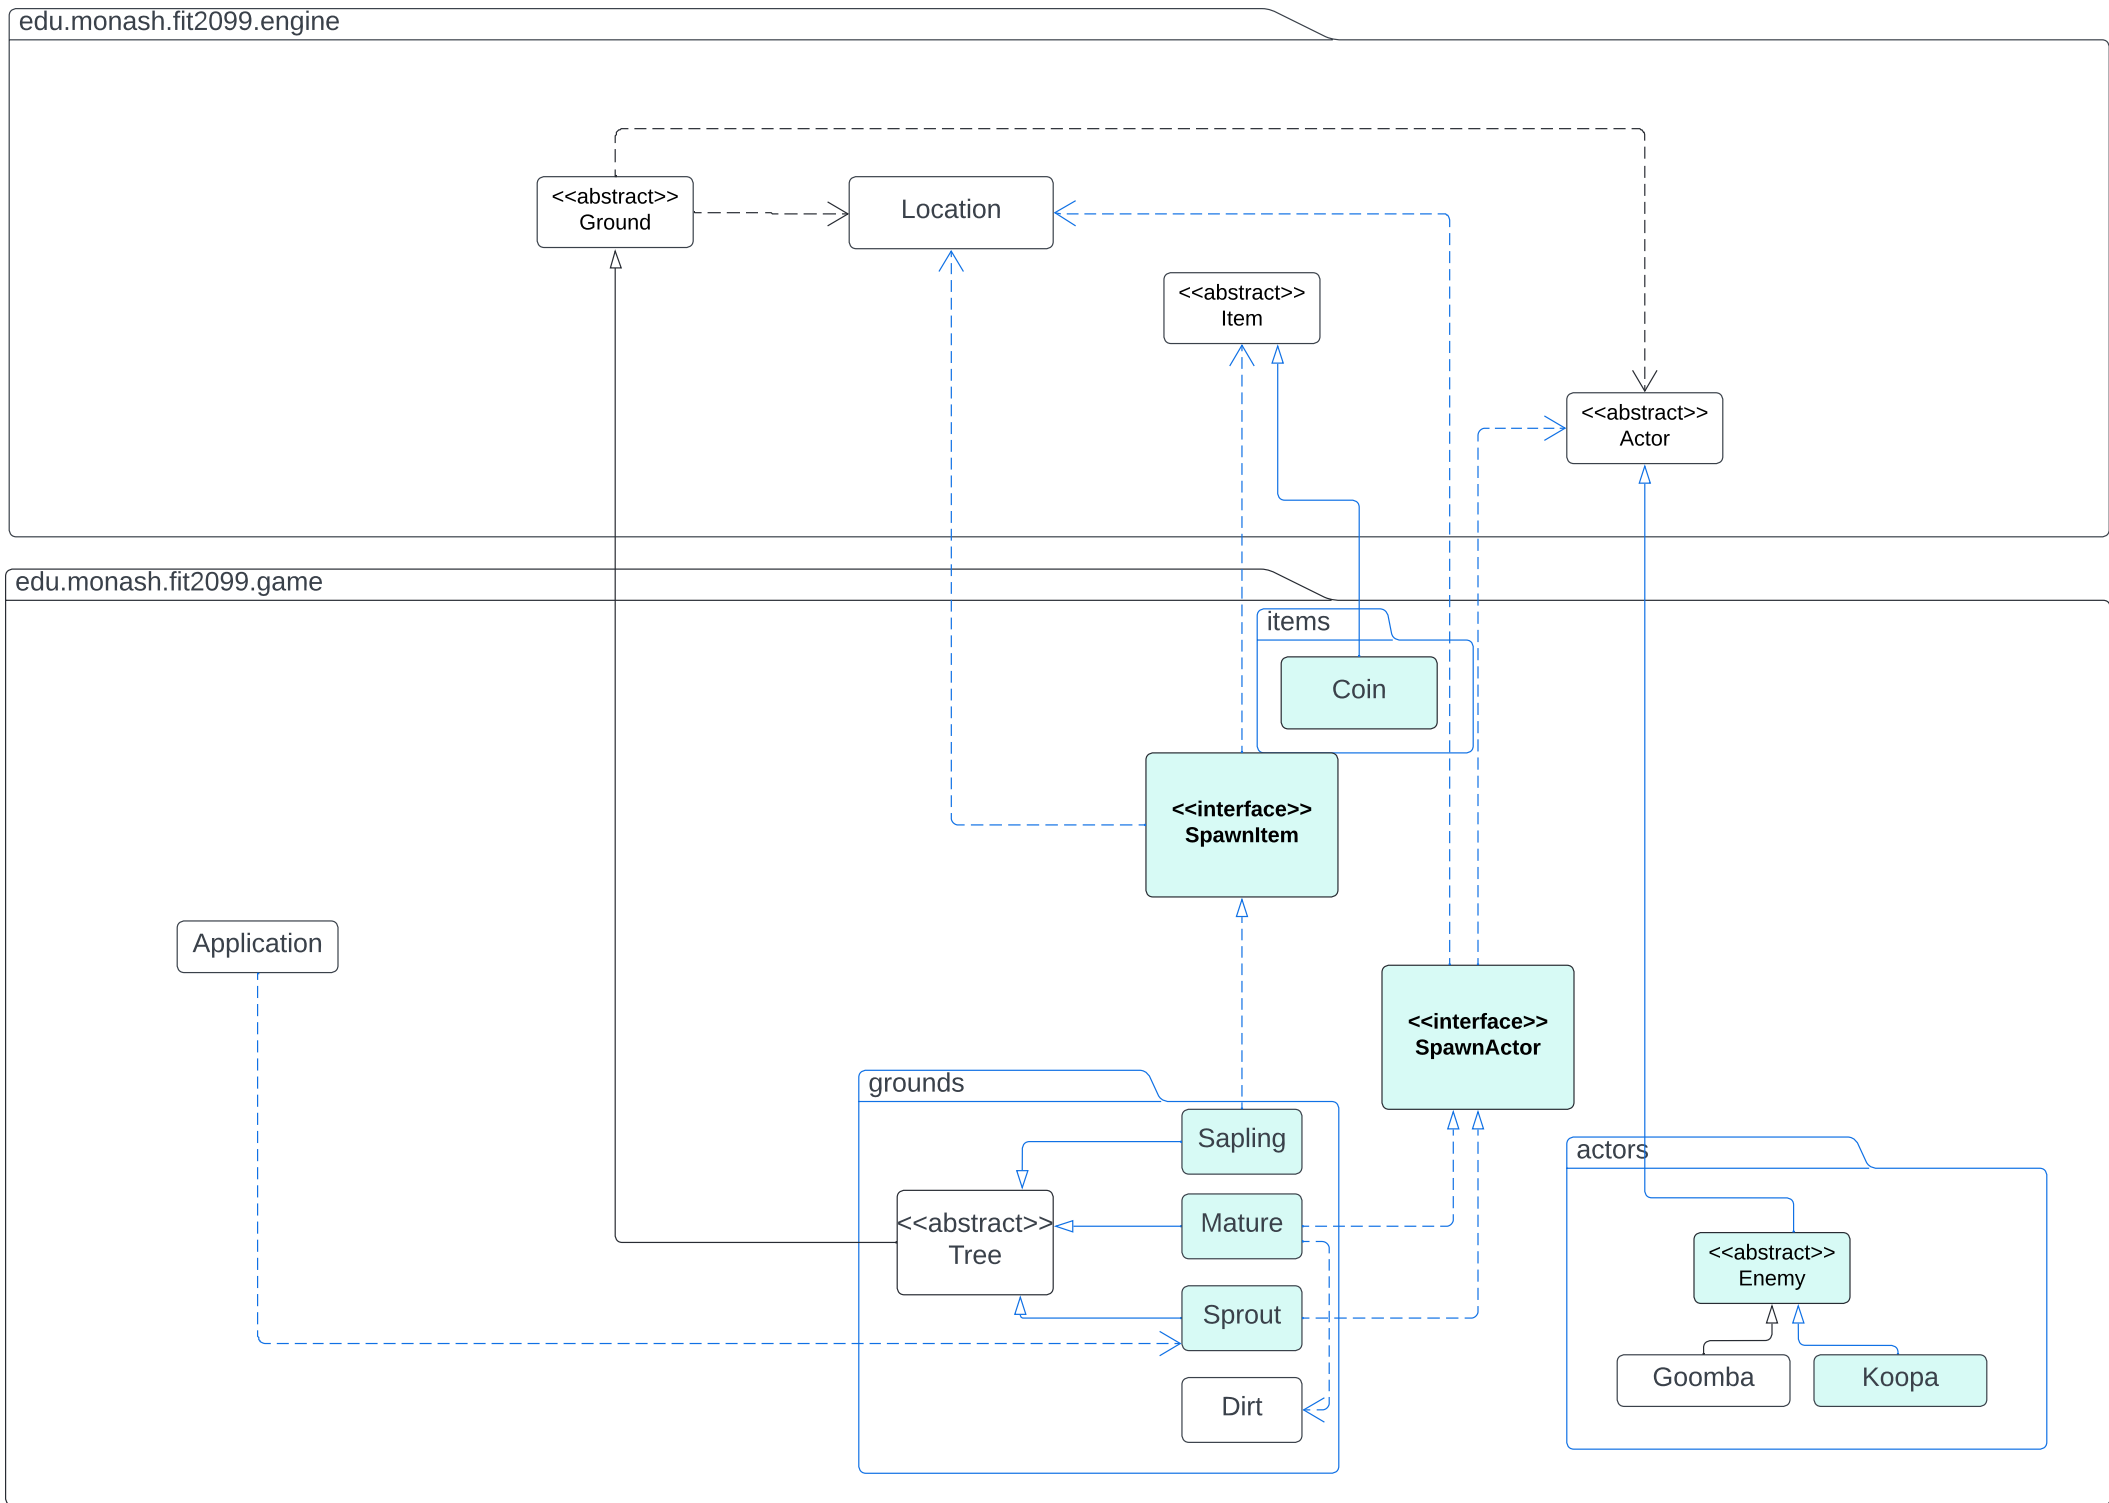 edu.monash.fit2099.engine
<<abstract>>
Ground
Location
<<abstract>>
Item
<<abstract>>
Actor
edu.monash.fit2099.game
items
Coin
<<interface>>
SpawnItem
Application
<<interface>>
SpawnActor
grounds
Sapling
<<abstract>>
Tree
Mature
Sprout
Dirt
actors
<<abstract>>
Enemy
Goomba
Koopa